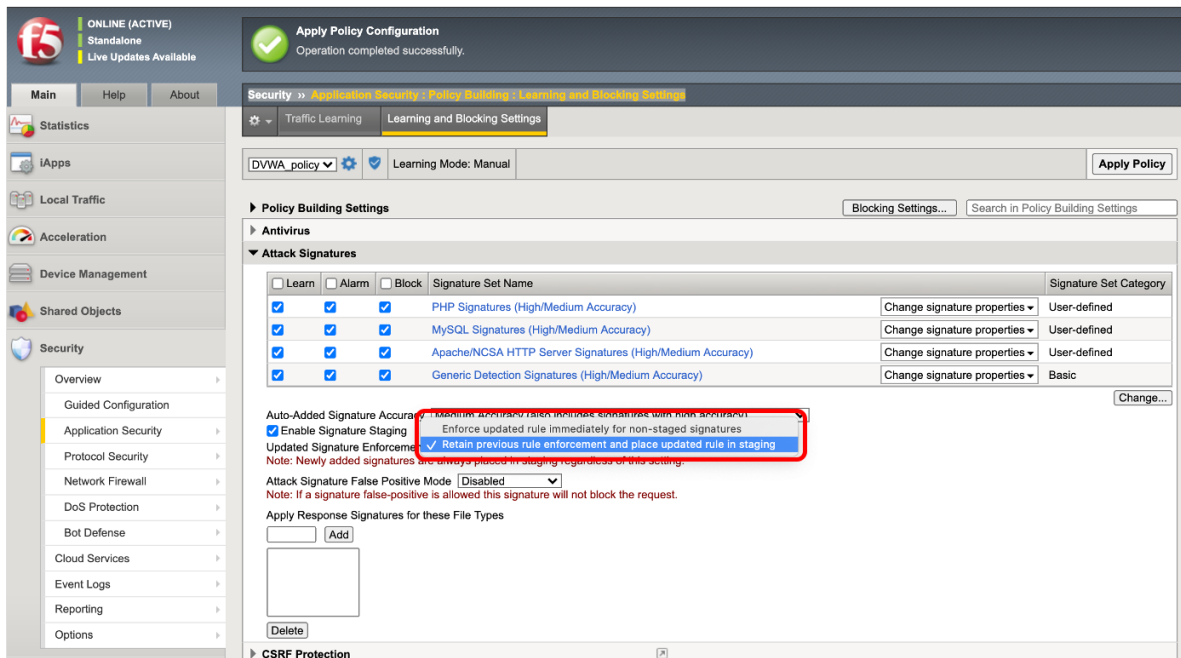 f5
ONLINE (ACTIVE)
Standalone
Live Updates Available
Apply Policy Configuration
Operation completed successfully.
Main Help About
Security » Application Security : Policy Building : Learning and Blocking Settings
Traffic Learning Learning and Blocking Settings
Statistics
iApps
Local Traffic
Acceleration
Device Management
Shared Objects
Security
Overview
Guided Configuration
Application Security
Protocol Security
Network Firewall
DoS Protection
Bot Defense
Cloud Services
Event Logs
Reporting
Options
DVWA_policy Learning Mode: Manual Apply Policy
Policy Building Settings Blocking Settings... Search in Policy Building Settings
Antivirus
Attack Signatures
Learn Alarm Block Signature Set Name Signature Set Category
PHP Signatures (High/Medium Accuracy) Change signature properties User-defined
MySQL Signatures (High/Medium Accuracy) Change signature properties User-defined
Apache/NCSA HTTP Server Signatures (High/Medium Accuracy) Change signature properties User-defined
Generic Detection Signatures (High/Medium Accuracy) Change signature properties Basic
Change...
Auto-Added Signature Accuracy Medium Accuracy (also includes signatures with high accuracy)
Enable Signature Staging Enforce updated rule immediately for non-staged signatures
Updated Signature Enforcement ✓ Retain previous rule enforcement and place updated rule in staging
Note: Newly added signatures are always placed in staging regardless of this setting.
Attack Signature False Positive Mode Disabled
Note: If a signature false-positive is allowed this signature will not block the request.
Apply Response Signatures for these File Types
Add
Delete
CSRF Protection